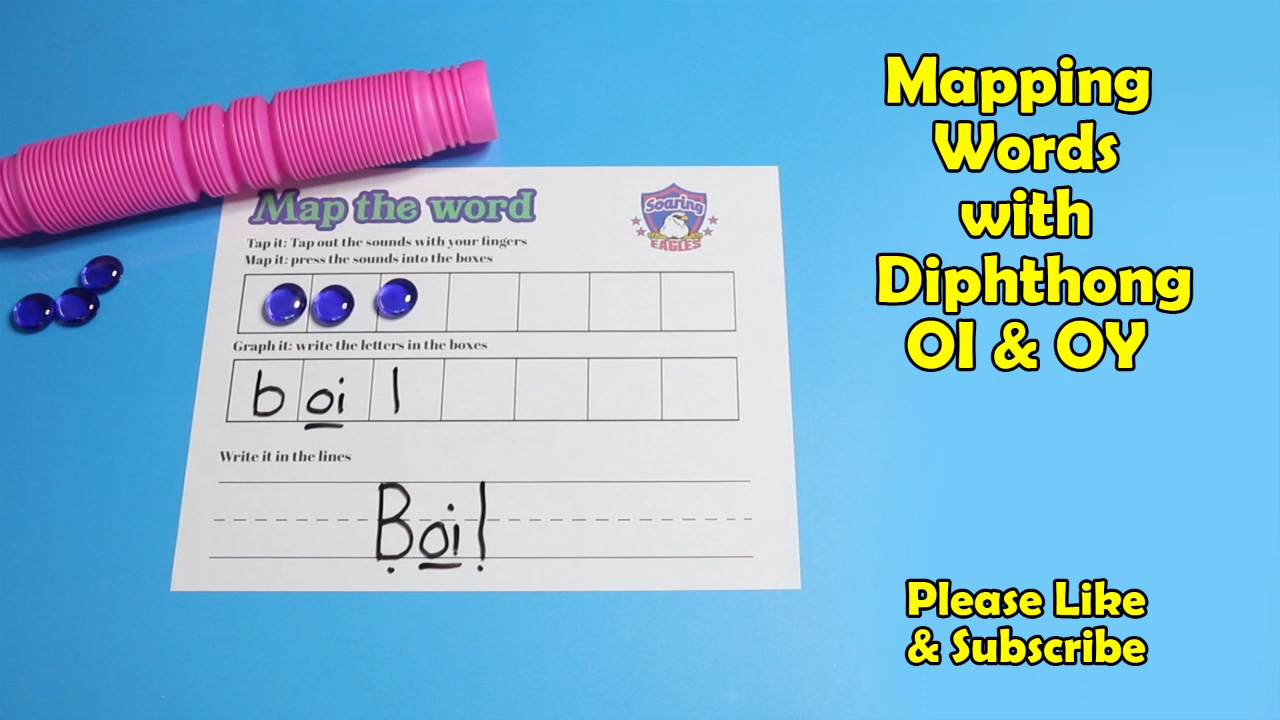 Mapping
Words
with
Diphthong
OI & OY
Map the word
Soaring
EAGLES
Tap it: Tap out the sounds with your fingers
Map it: press the sounds into the boxes
Graph it: write the letters in the boxes
b oi l
Write it in the lines
Boil
Please Like
& Subscribe